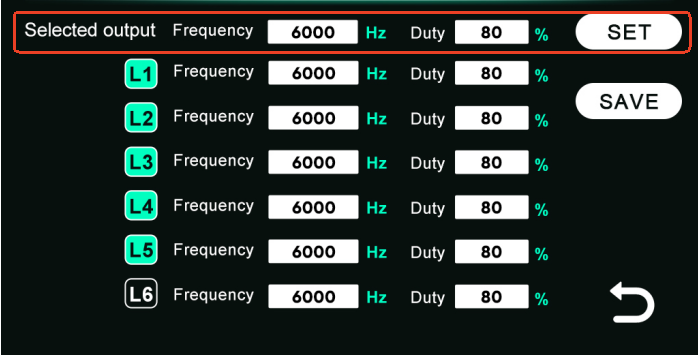 Selected output Frequency 6000 Hz Duty 80 % SET
L1 Frequency 6000 Hz Duty 80 %
SAVE
L2 Frequency 6000 Hz Duty 80 %
L3 Frequency 6000 Hz Duty 80 %
L4 Frequency 6000 Hz Duty 80 %
L5 Frequency 6000 Hz Duty 80 %
L6 Frequency 6000 Hz Duty 80 %